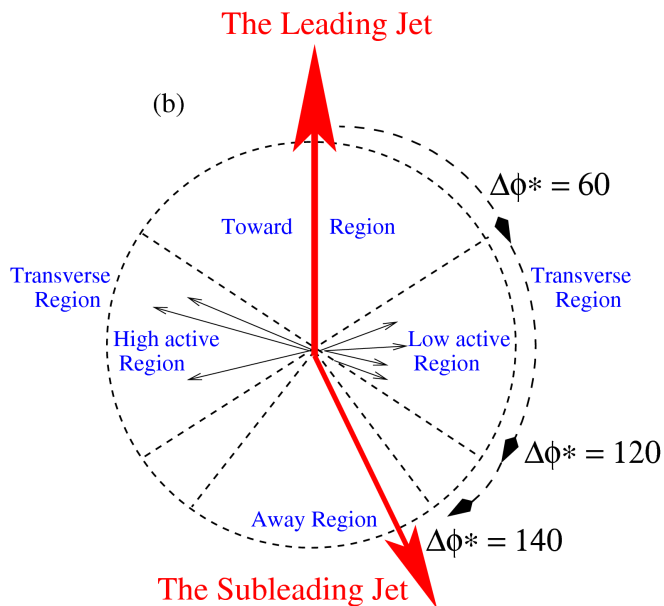 The Leading Jet
(b)
Δϕ* = 60
Toward Region
Transverse
Region
Transverse
Region
High active
Region
Low active
Region
Δϕ* = 120
Away Region
Δϕ* = 140
The Subleading Jet